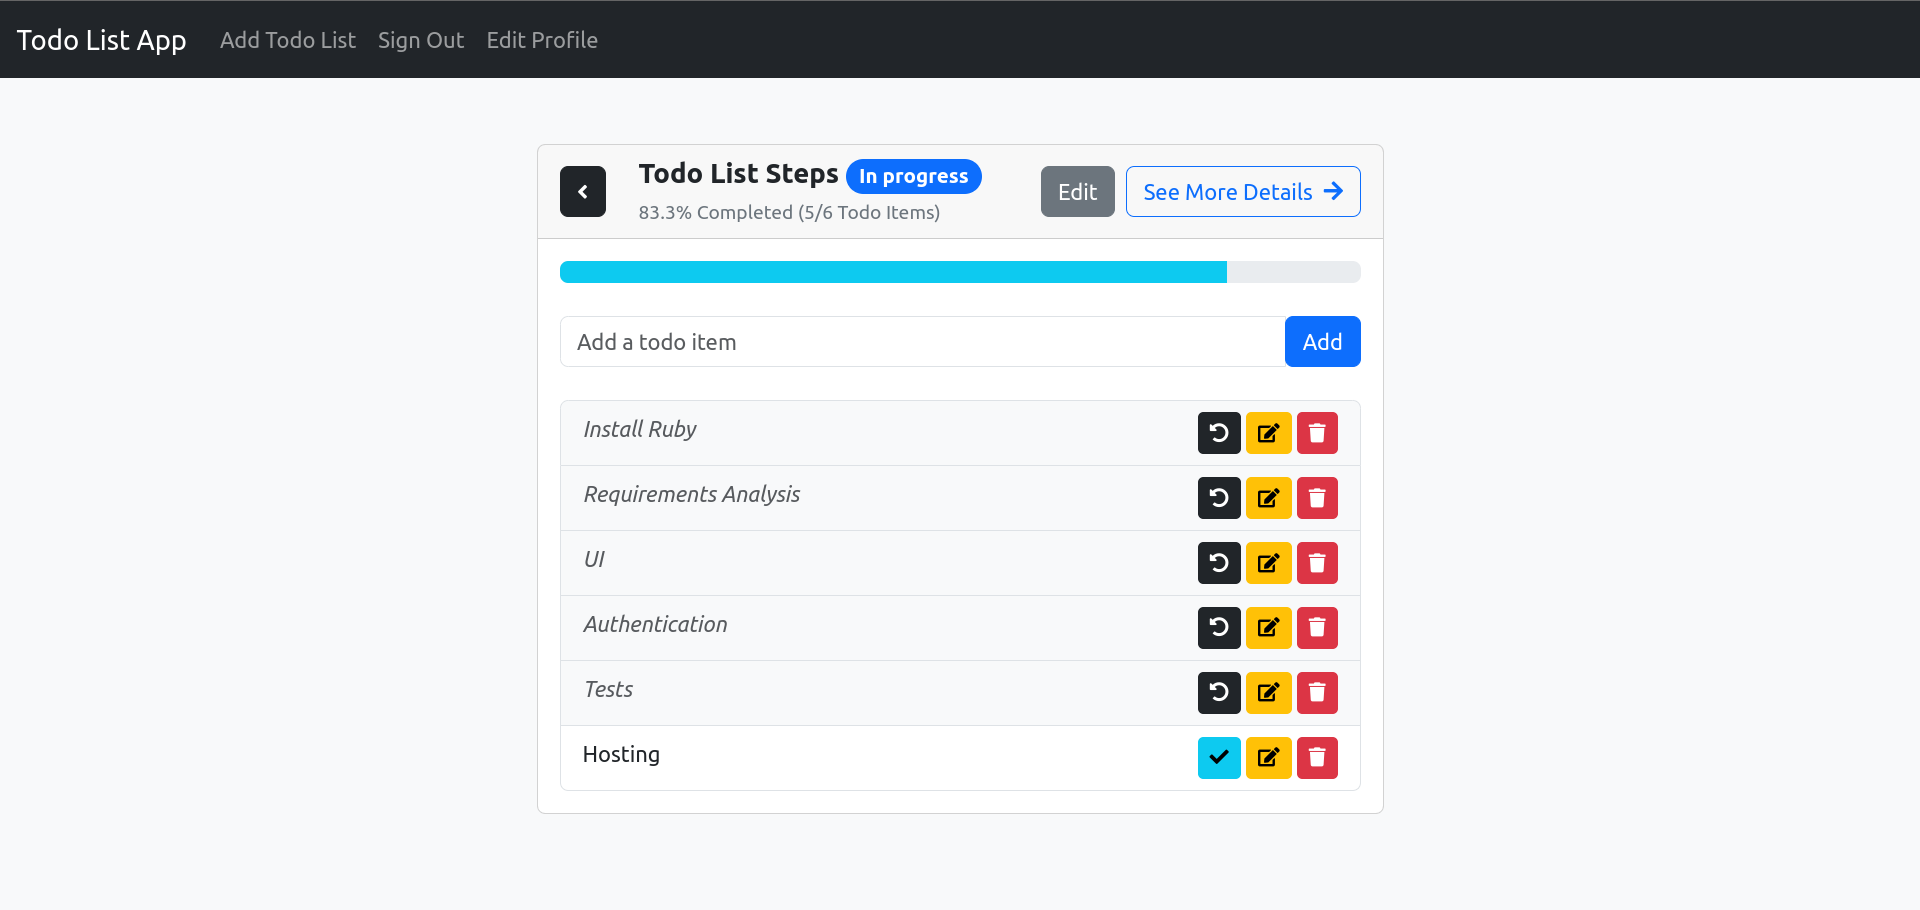 Todo List App Add Todo List Sign Out Edit Profile
Todo List Steps In progress
83.3% Completed (5/6 Todo Items)
Edit See More Details
Add a todo item Add
Install Ruby
Requirements Analysis
UI
Authentication
Tests
Hosting